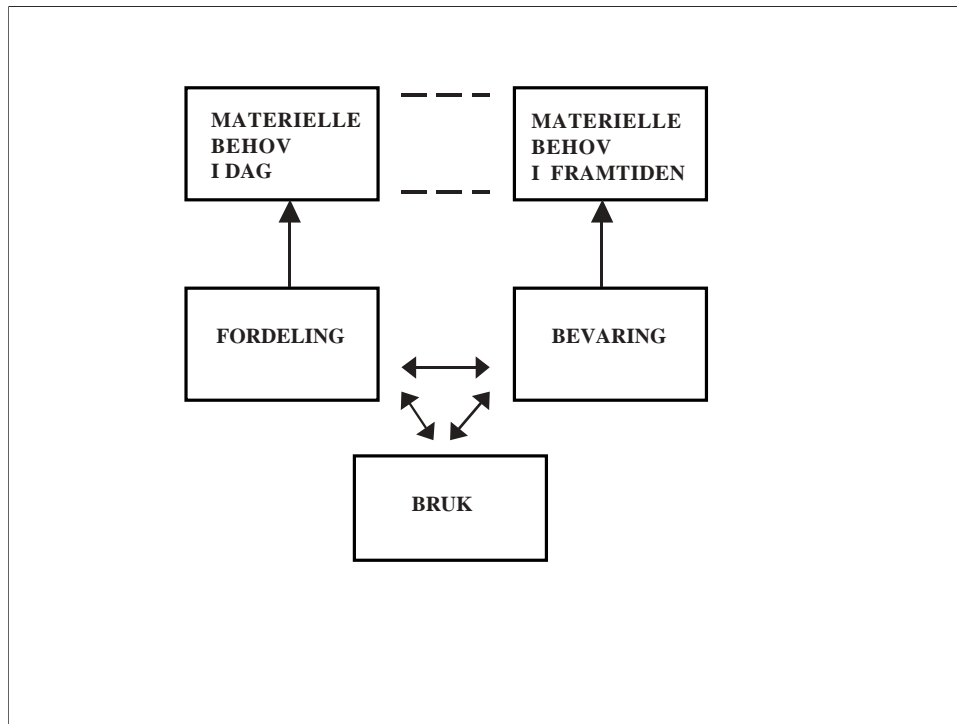 MATERIELLE
BEHOV
I DAG
MATERIELLE
BEHOV
I FRAMTIDEN
FORDELING
BEVARING
BRUK